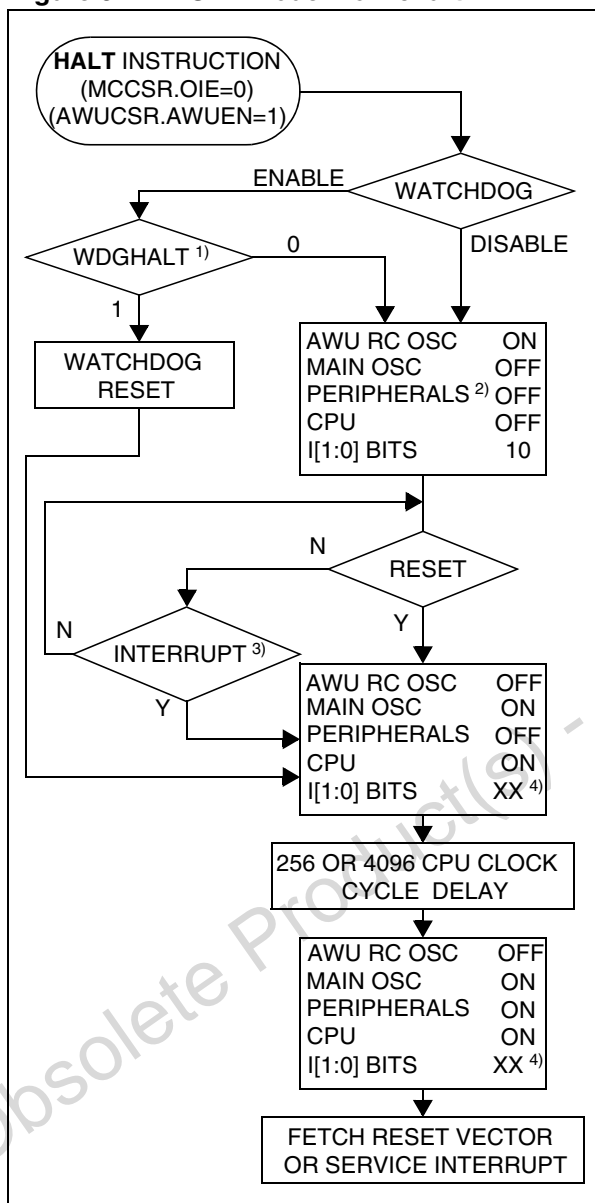 HALT INSTRUCTION
(MCCSR.OIE=0)
(AWUCSR.AWUEN=1)
WATCHDOG
ENABLE
DISABLE
WDGHALT 1)
0
1
WATCHDOG
RESET
AWU RC OSC ON
MAIN OSC OFF
PERIPHERALS 2) OFF
CPU OFF
I[1:0] BITS 10
RESET
N
Y
INTERRUPT 3)
N
Y
AWU RC OSC OFF
MAIN OSC ON
PERIPHERALS OFF
CPU ON
I[1:0] BITS XX 4)
256 OR 4096 CPU CLOCK
CYCLE DELAY
AWU RC OSC OFF
MAIN OSC ON
PERIPHERALS ON
CPU ON
I[1:0] BITS XX 4)
FETCH RESET VECTOR
OR SERVICE INTERRUPT
Obsolete Product(s) -